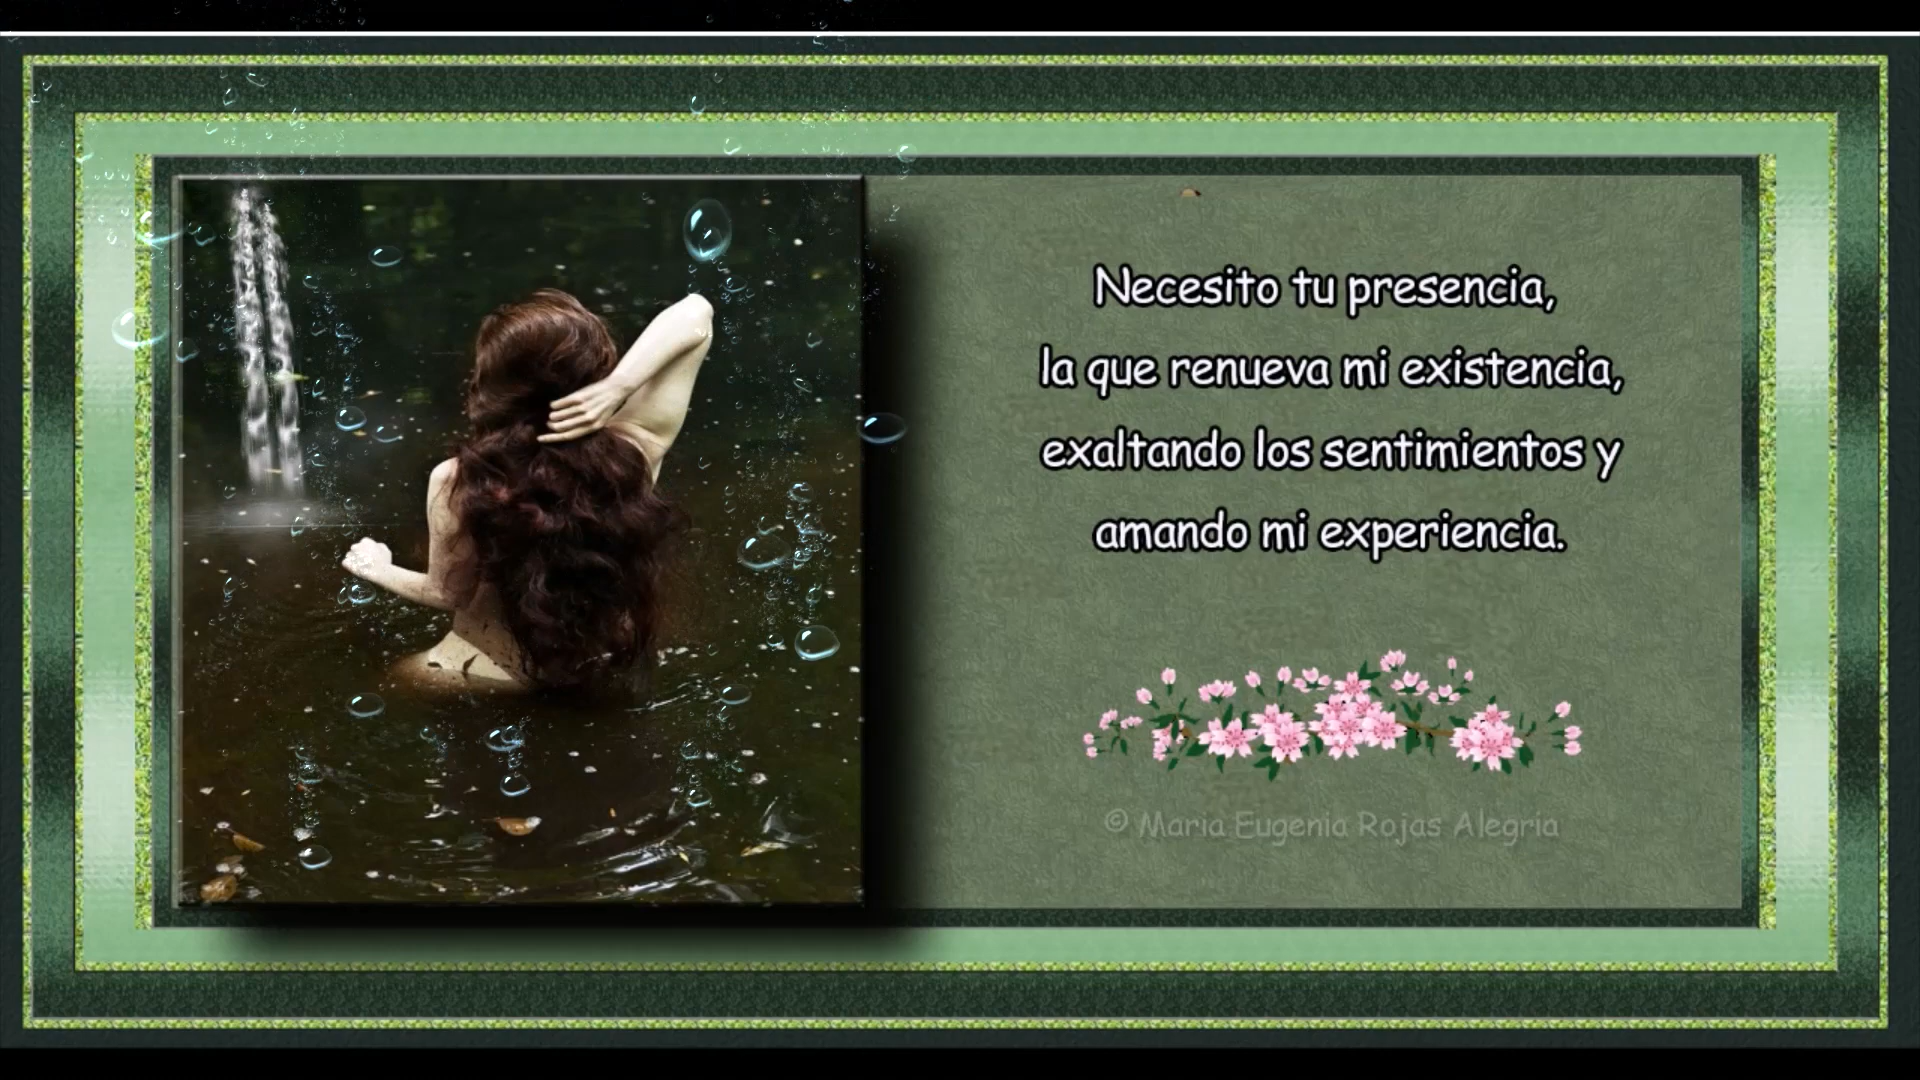 Necesito tu presencia,
la que renueva mi existencia,
exaltando los sentimientos y
amando mi experiencia.
© Maria Eugenia Rojas Alegria